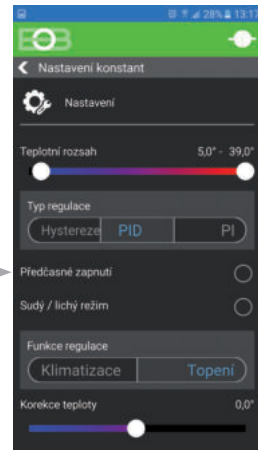 28% 13:17
EOB
Nastavení konstant
Nastavení
Teplotní rozsah 5,0° - 39,0°
Typ regulace
Hystereze PID PI
Předčasné zapnutí
Sudý / lichý režim
Funkce regulace
Klimatizace Topení
Korekce teploty 0,0°